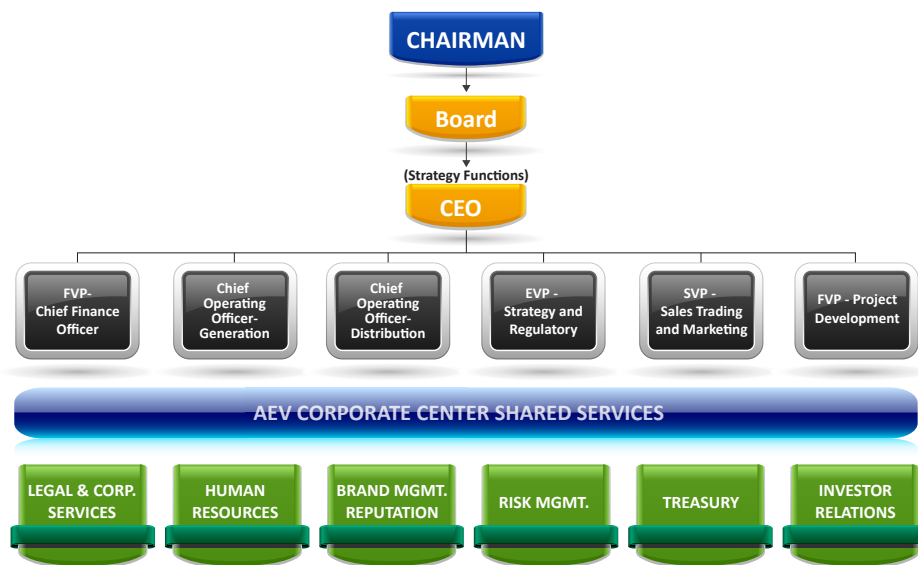 CHAIRMAN
Board
(Strategy Functions)
CEO
FVP-
Chief Finance
Officer
Chief
Operating
Officer-
Generation
Chief
Operating
Officer-
Distribution
EVP -
Strategy and
Regulatory
SVP -
Sales Trading
and Marketing
FVP - Project
Development
AEV CORPORATE CENTER SHARED SERVICES
LEGAL & CORP.
SERVICES
HUMAN
RESOURCES
BRAND MGMT.
REPUTATION
RISK MGMT.
TREASURY
INVESTOR
RELATIONS